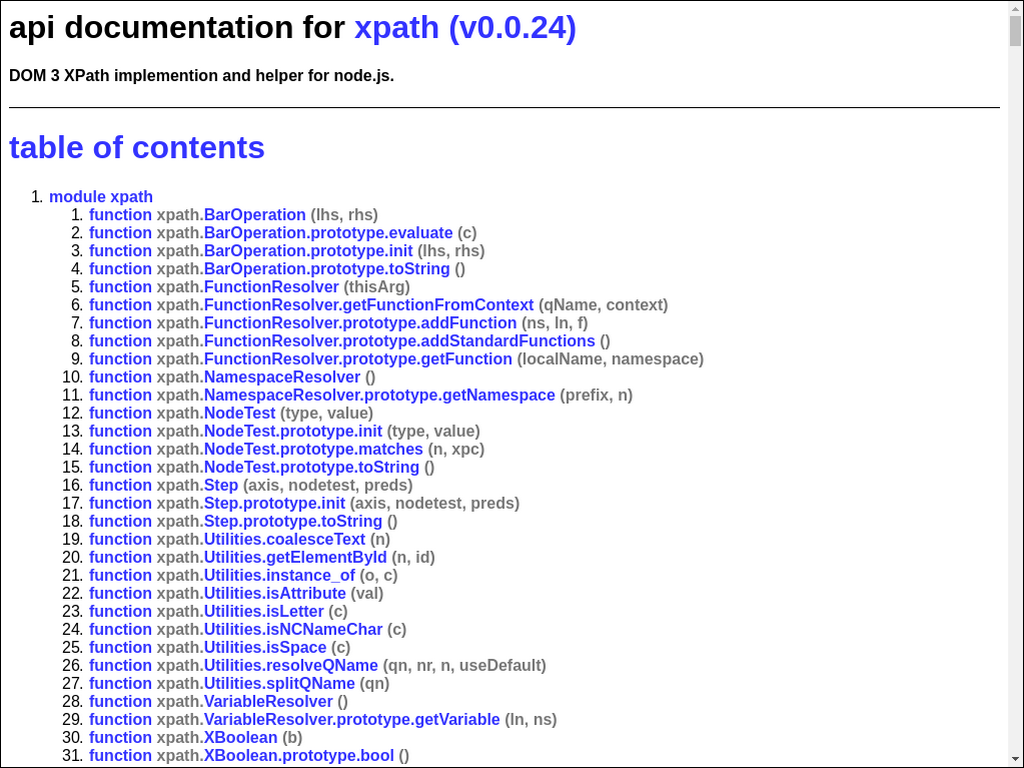 api documentation for xpath (v0.0.24)
DOM 3 XPath implemention and helper for node.js.
table of contents
1. module xpath
1. function xpath.BarOperation (lhs, rhs)
2. function xpath.BarOperation.prototype.evaluate (c)
3. function xpath.BarOperation.prototype.init (lhs, rhs)
4. function xpath.BarOperation.prototype.toString ()
5. function xpath.FunctionResolver (thisArg)
6. function xpath.FunctionResolver.getFunctionFromContext (qName, context)
7. function xpath.FunctionResolver.prototype.addFunction (ns, ln, f)
8. function xpath.FunctionResolver.prototype.addStandardFunctions ()
9. function xpath.FunctionResolver.prototype.getFunction (localName, namespace)
10. function xpath.NamespaceResolver ()
11. function xpath.NamespaceResolver.prototype.getNamespace (prefix, n)
12. function xpath.NodeTest (type, value)
13. function xpath.NodeTest.prototype.init (type, value)
14. function xpath.NodeTest.prototype.matches (n, xpc)
15. function xpath.NodeTest.prototype.toString ()
16. function xpath.Step (axis, nodetest, preds)
17. function xpath.Step.prototype.init (axis, nodetest, preds)
18. function xpath.Step.prototype.toString ()
19. function xpath.Utilities.coalesceText (n)
20. function xpath.Utilities.getElementById (n, id)
21. function xpath.Utilities.instance_of (o, c)
22. function xpath.Utilities.isAttribute (val)
23. function xpath.Utilities.isLetter (c)
24. function xpath.Utilities.isNCNameChar (c)
25. function xpath.Utilities.isSpace (c)
26. function xpath.Utilities.resolveQName (qn, nr, n, useDefault)
27. function xpath.Utilities.splitQName (qn)
28. function xpath.VariableResolver ()
29. function xpath.VariableResolver.prototype.getVariable (ln, ns)
30. function xpath.XBoolean (b)
31. function xpath.XBoolean.prototype.bool ()